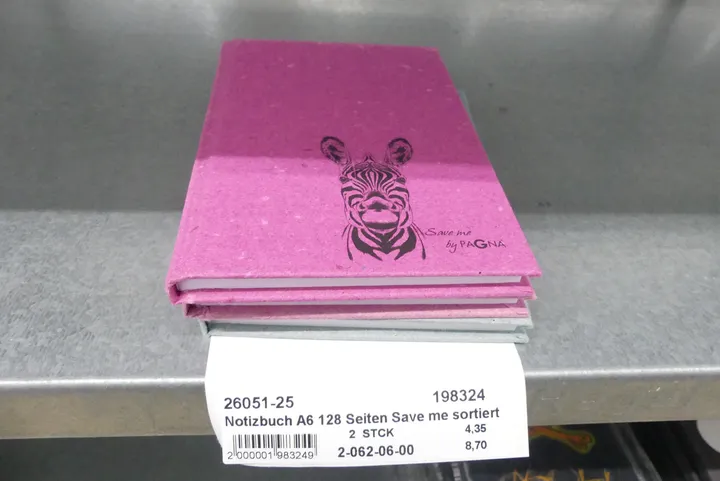 Save me
by PAGNA
26051-25 198324
Notizbuch A6 128 Seiten Save me sortiert
2 STCK 4,35
2 000001 983249 2-062-06-00 8,70